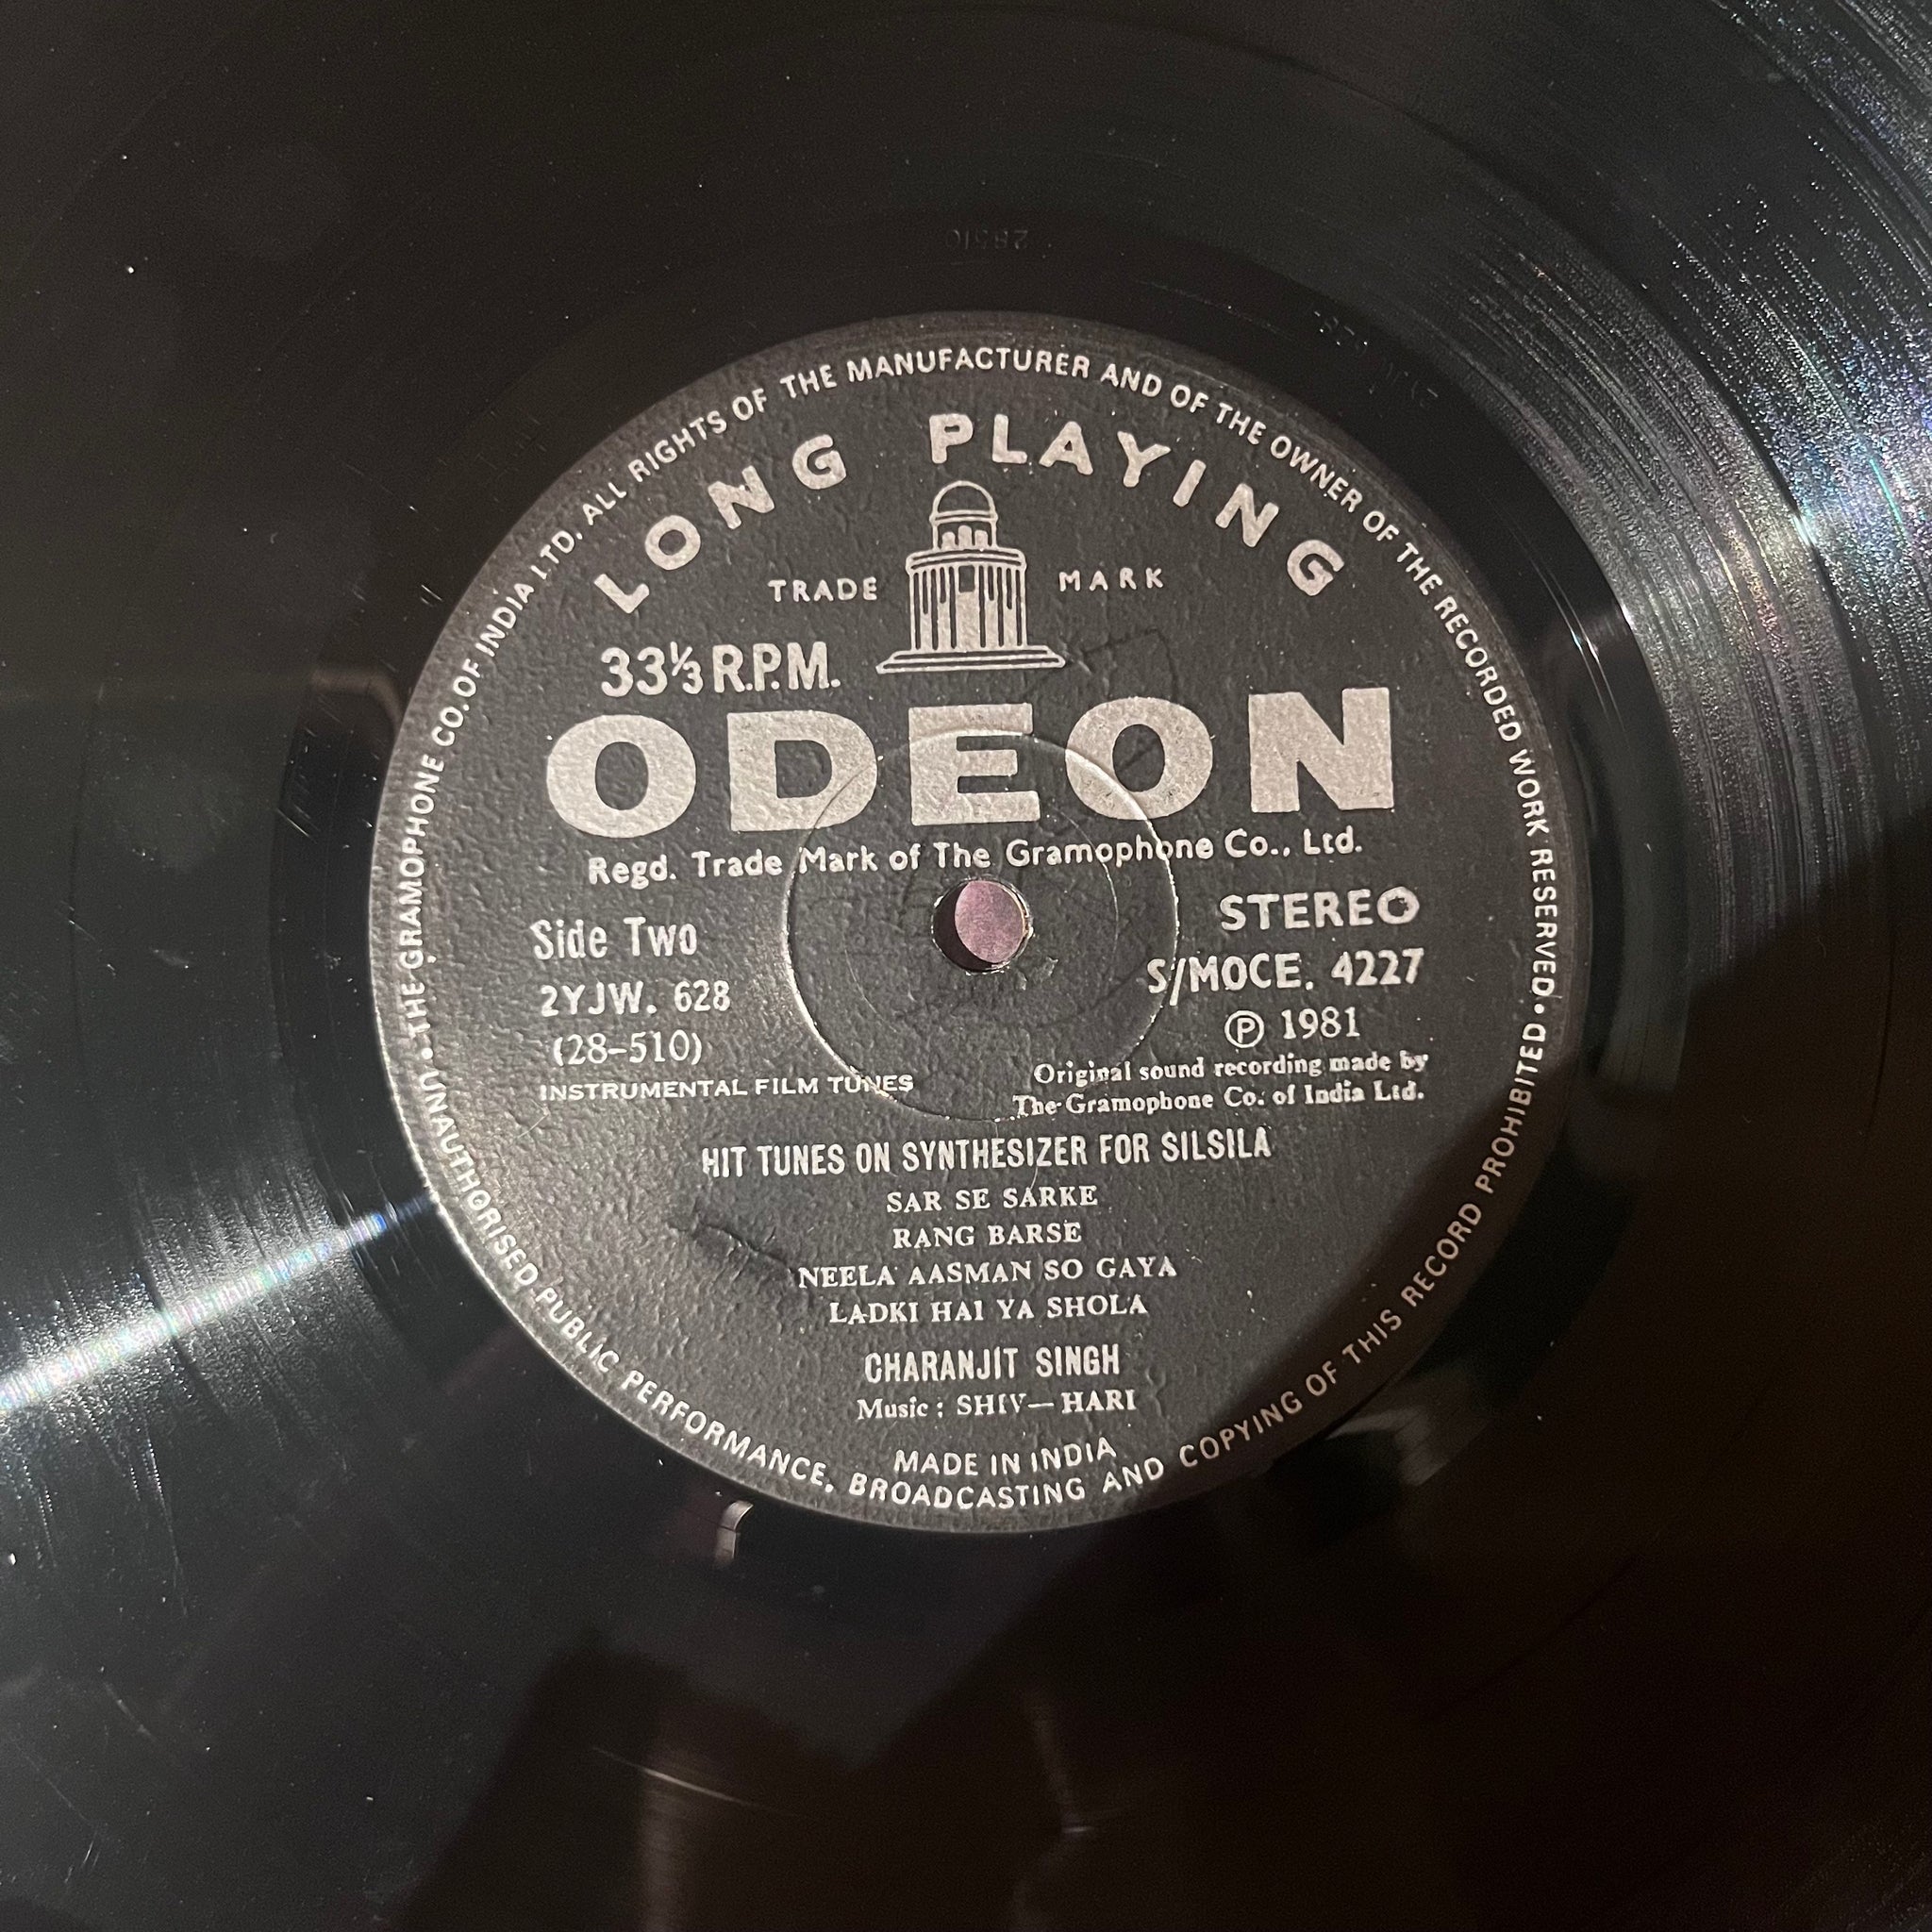 THE GRAMOPHONE CO. OF INDIA LTD. ALL RIGHTS OF THE MANUFACTURER AND OF THE OWNER OF THE RECORDED WORK RESERVED • UNAUTHORISED PUBLIC PERFORMANCE, BROADCASTING AND COPYING OF THIS RECORD PROHIBITED •
LONG PLAYING
TRADE MARK
33⅓ R.P.M.
ODEON
Regd. Trade Mark of The Gramophone Co., Ltd.
Side Two
2YJW. 628
(28-510)
INSTRUMENTAL FILM TUNES
STEREO
S/MOCE. 4227
Ⓟ 1981
Original sound recording made by
The Gramophone Co. of India Ltd.
HIT TUNES ON SYNTHESIZER FOR SILSILA
SAR SE SARKE
RANG BARSE
NEELA AASMAN SO GAYA
LADKI HAI YA SHOLA
CHARANJIT SINGH
Music : SHIV—HARI
MADE IN INDIA
28510